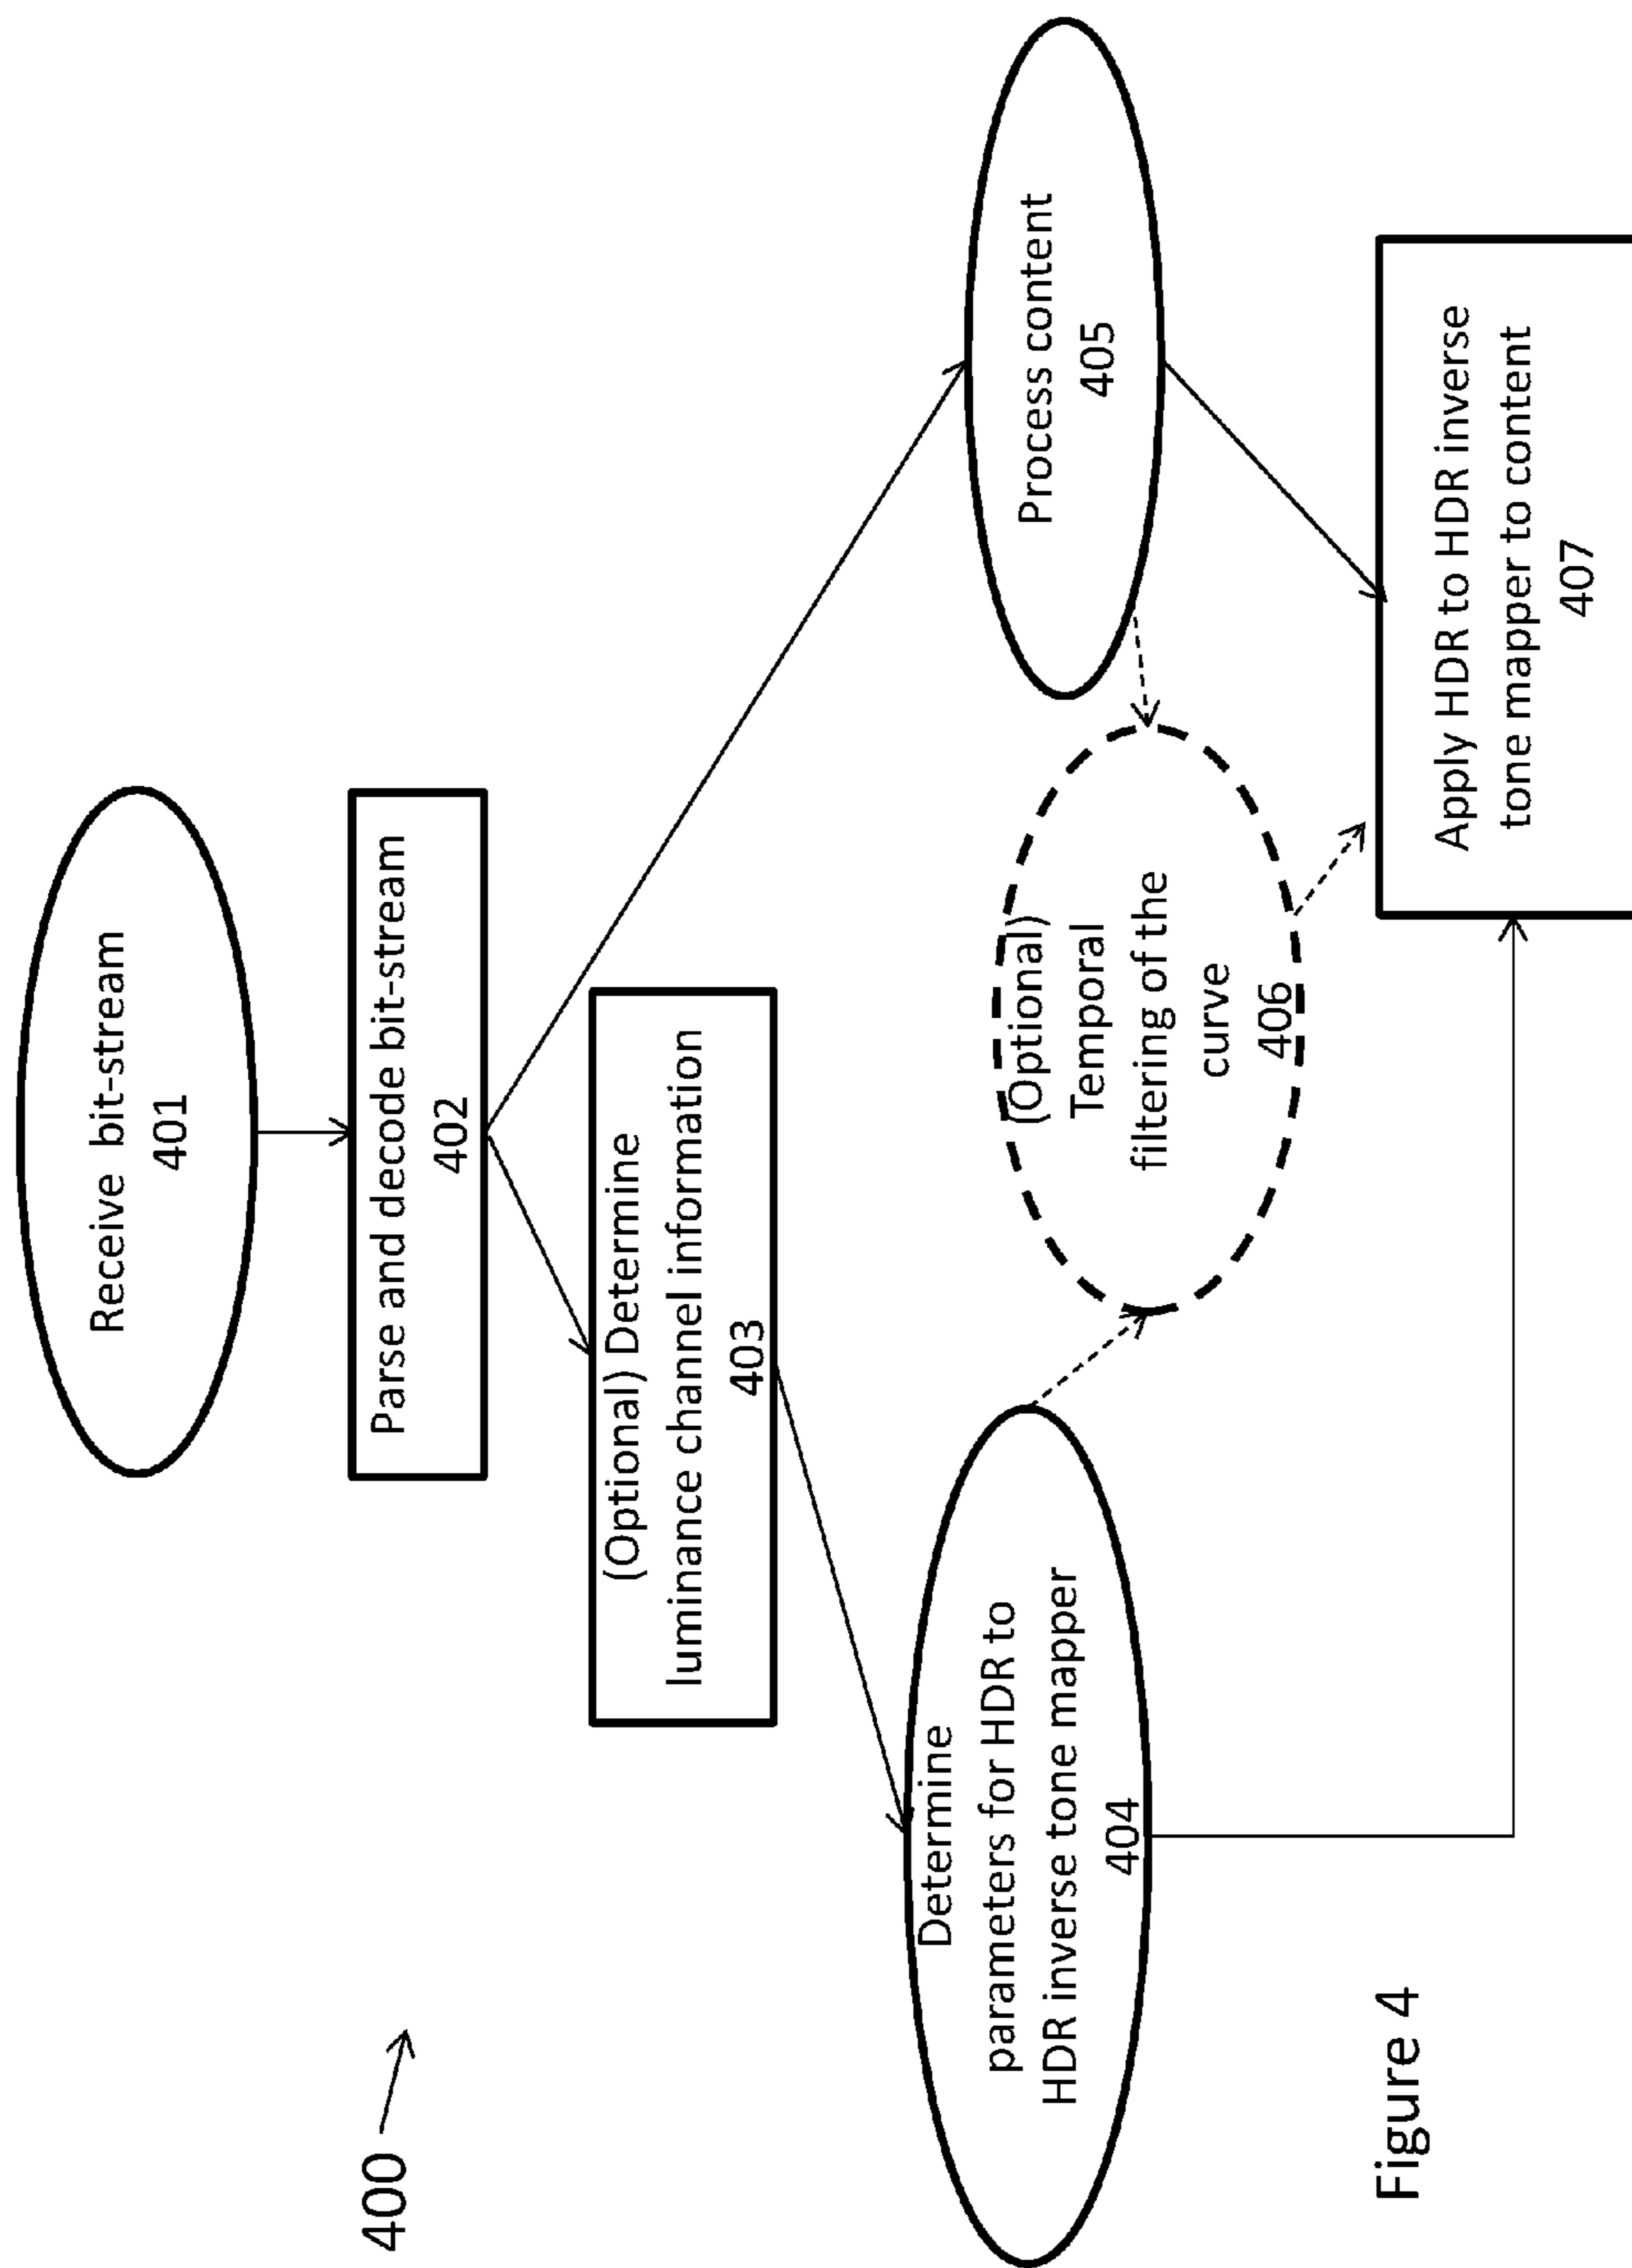 400
Receive bit-stream
401
Parse and decode bit-stream
402
(Optional) Determine
luminance channel information
403
Determine
parameters for HDR to
HDR inverse tone mapper
404
Process content
405
(Optional)
Temporal
filtering of the
curve
406
Apply HDR to HDR inverse
tone mapper to content
407
Figure 4